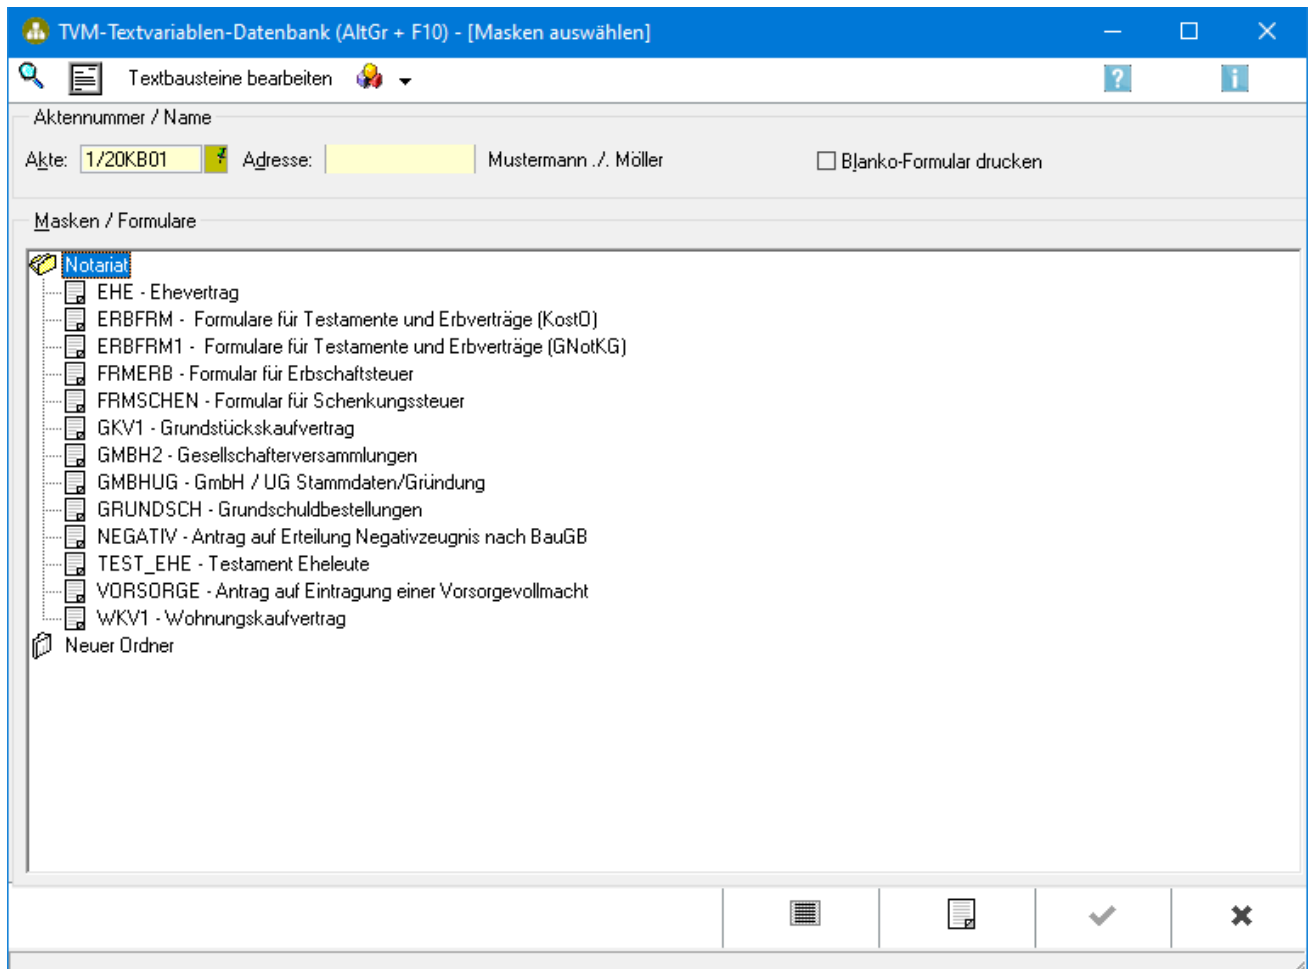 TVM-Textvariablen-Datenbank (AltGr + F10) - [Masken auswählen]
Textbausteine bearbeiten
? i
Aktennummer / Name
Akte: 1/20KB01 Adresse: Mustermann ./. Möller Blanko-Formular drucken
Masken / Formulare
Notariat
EHE - Ehevertrag
ERBFRM - Formulare für Testamente und Erbverträge (KostO)
ERBFRM1 - Formulare für Testamente und Erbverträge (GNotKG)
FRMERB - Formular für Erbschaftsteuer
FRMSCHEN - Formular für Schenkungssteuer
GKV1 - Grundstückskaufvertrag
GMBH2 - Gesellschafterversammlungen
GMBHUG - GmbH / UG Stammdaten/Gründung
GRUNDSCH - Grundschuldbestellungen
NEGATIV - Antrag auf Erteilung Negativzeugnis nach BauGB
TEST_EHE - Testament Eheleute
VORSORGE - Antrag auf Eintragung einer Vorsorgevollmacht
WKV1 - Wohnungskaufvertrag
Neuer Ordner